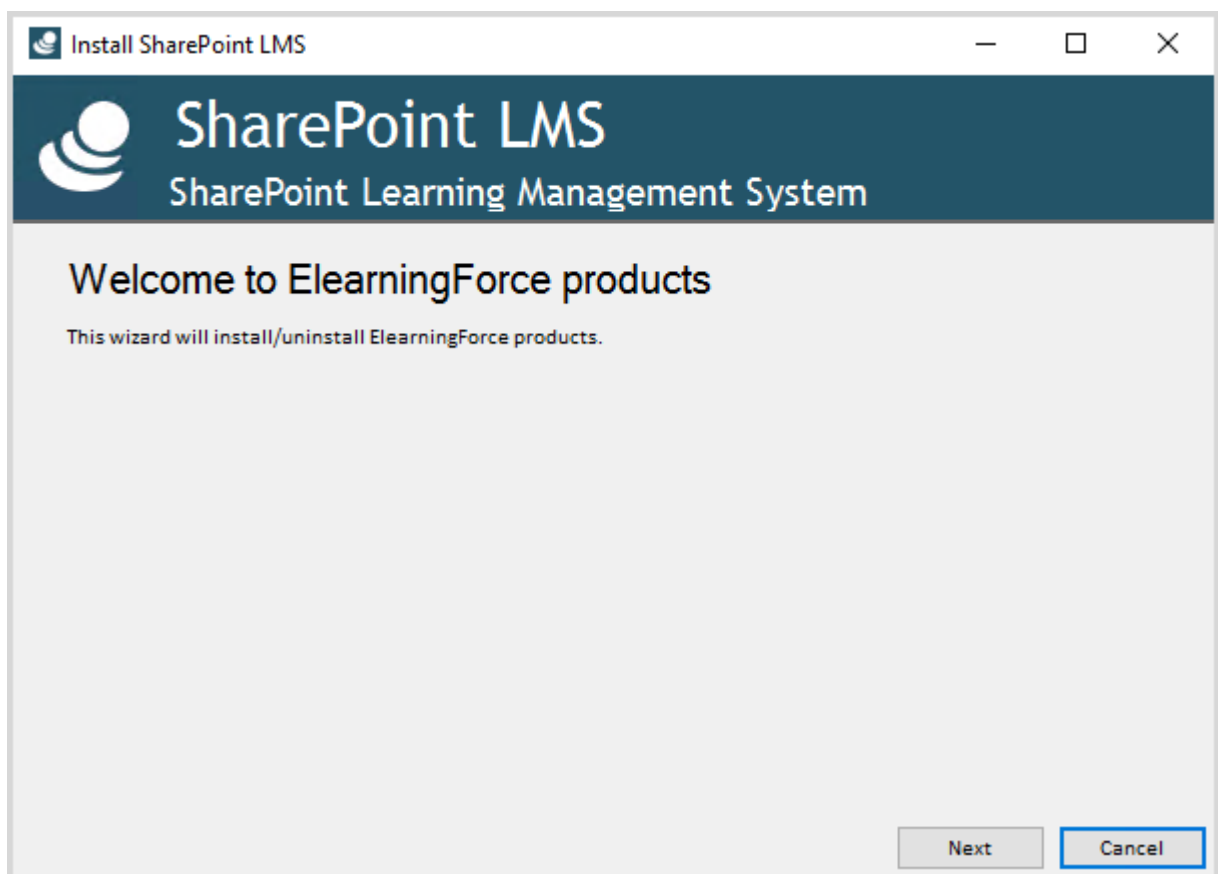 Install SharePoint LMS
SharePoint LMS
SharePoint Learning Management System
Welcome to ElearningForce products
This wizard will install/uninstall ElearningForce products.
Next
Cancel